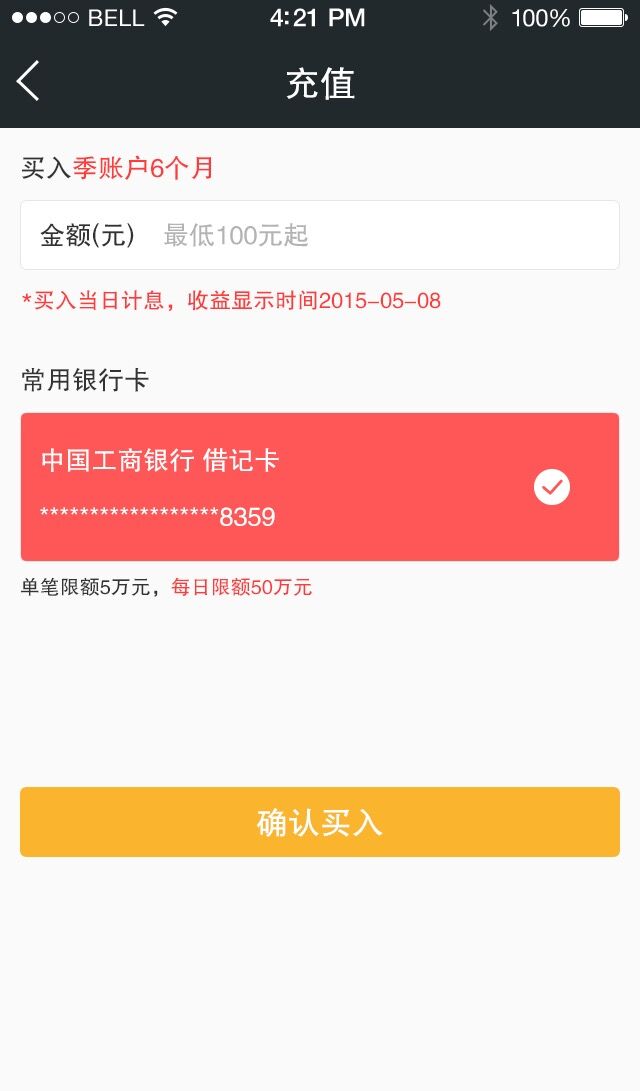 BELL 4:21 PM 100%
充值
买入季账户6个月
金额(元) 最低100元起
*买入当日计息，收益显示时间2015-05-08
常用银行卡
中国工商银行 借记卡
******************8359
单笔限额5万元，每日限额50万元
确认买入